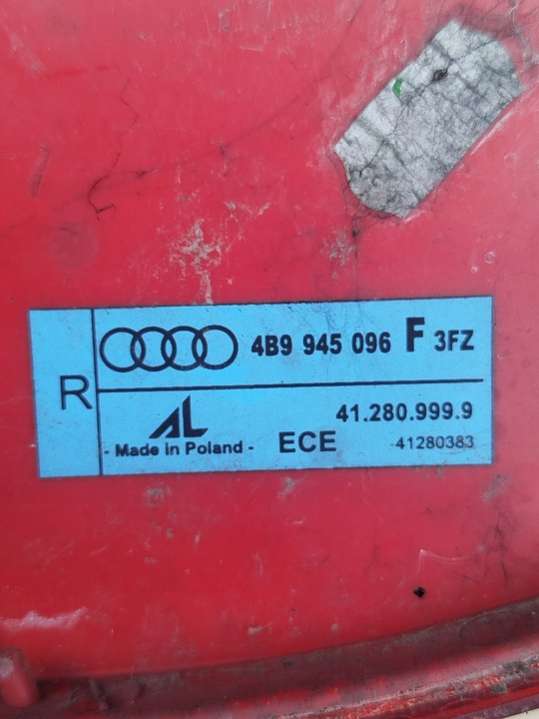 4B9 945 096 F 3FZ
R
AL
41.280.999.9
- Made in Poland - ECE 41280383